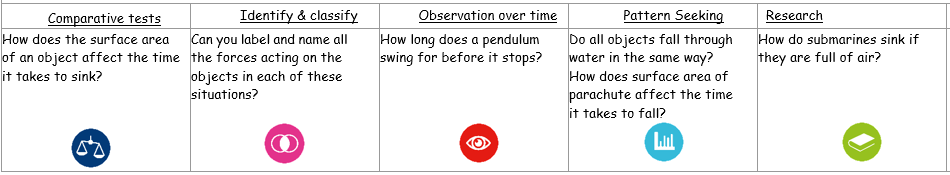 Comparative tests
How does the surface area
of an object affect the time
it takes to sink?
Identify & classify
Can you label and name all
the forces acting on the
objects in each of these
situations?
Observation over time
How long does a pendulum
swing for before it stops?
Pattern Seeking
Do all objects fall through
water in the same way?
How does surface area of
parachute affect the time
it takes to fall?
Research
How do submarines sink if
they are full of air?